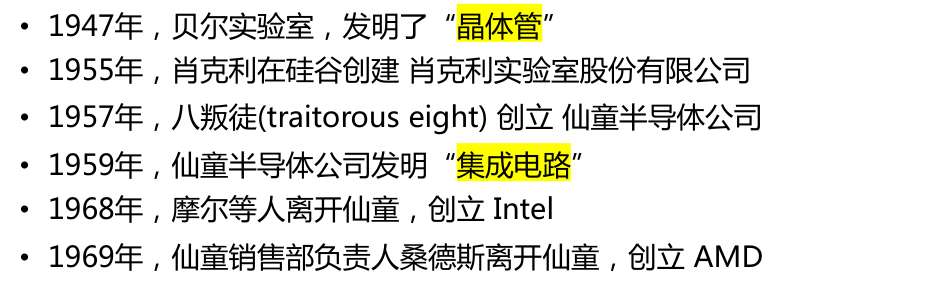 • 1947年，贝尔实验室，发明了“晶体管”
• 1955年，肖克利在硅谷创建 肖克利实验室股份有限公司
• 1957年，八叛徒(traitorous eight) 创立 仙童半导体公司
• 1959年，仙童半导体公司发明“集成电路”
• 1968年，摩尔等人离开仙童，创立 Intel
• 1969年，仙童销售部负责人桑德斯离开仙童，创立 AMD